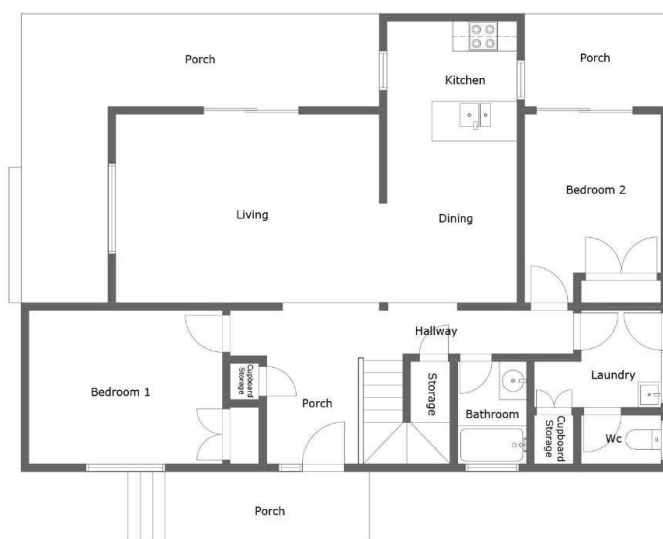 Porch
Kitchen
Porch
Living
Dining
Bedroom 2
Hallway
Bedroom 1
Cupboard
Storage
Porch
Storage
Bathroom
Laundry
Cupboard
Storage
Wc
Porch